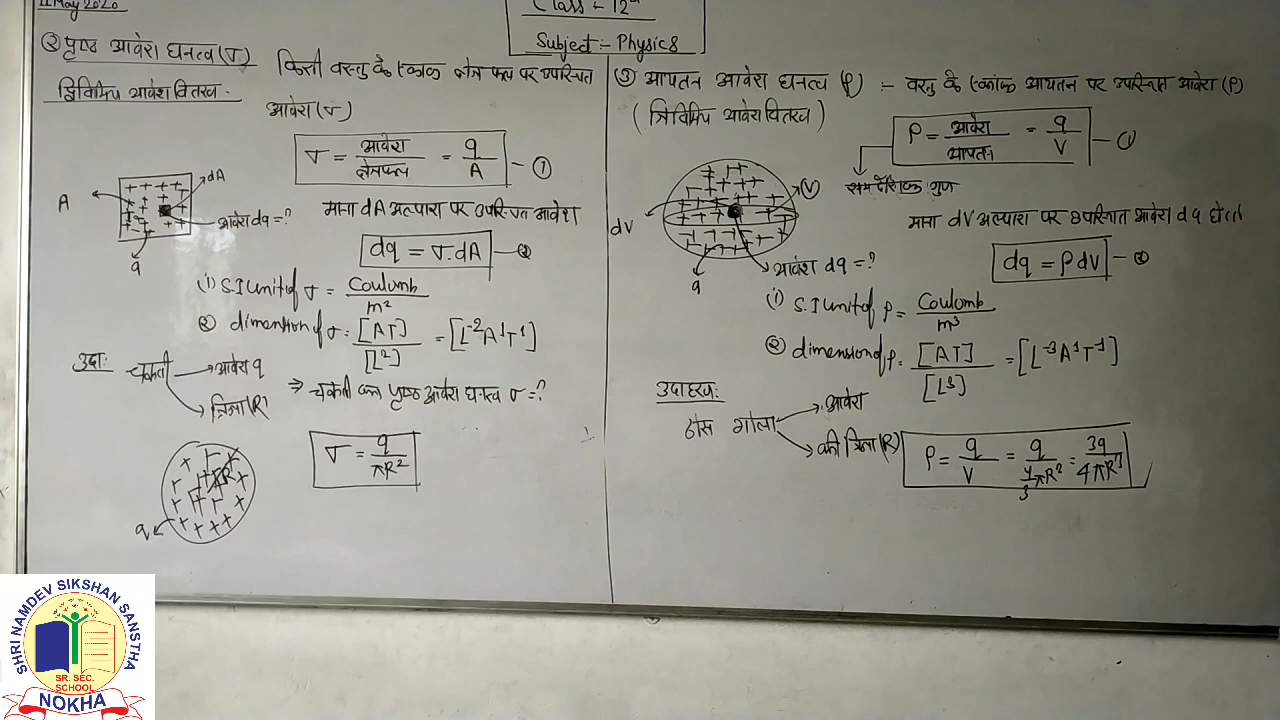 11 May 2020
Class :- 12th
Subject :- Physics
② पृष्ठ आवेश घनत्व (σ)
द्विविमिय आवेश वितरण -
किसी वस्तु के एकांक क्षेत्रफल पर उपस्थित
आवेश (σ)
σ = आवेश / क्षेत्रफल = q / A — ①
A
dA
आवेश dq = ?
q
माना dA अल्पांश पर उपस्थित आवेश
dq = σ.dA — ②
(i) S.I Unit of σ = Coulomb / m²
② dimension of σ = [AT] / [L²] = [L⁻²A¹T¹]
उदा:
चकती
आवेश q
त्रिज्या (R)
⇒ चकती का पृष्ठ आवेश घनत्व σ = ?
σ = q / πR²
R
q
③ आयतन आवेश घनत्व (ρ) :- वस्तु के एकांक आयतन पर उपस्थित आवेश (ρ)
(त्रिविमिय आवेश वितरण)
ρ = आवेश / आयतन = q / V — ①
समदैशिक गुण
V
dV
आवेश dq = ?
q
माना dV अल्पांश पर उपस्थित आवेश dq होता
dq = ρdV — ②
(i) S.I Unit of ρ = Coulomb / m³
② dimension of ρ = [AT] / [L³] = [L⁻³A¹T⁻¹]
उदाहरण:
ठोस गोला
आवेश
की त्रिज्या (R)
ρ = q / V = q / 4/3 πR³ = 3q / 4πR³
SHRI NAMDEV SIKSHAN SANSTHA
SR. SEC.
SCHOOL
NOKHA